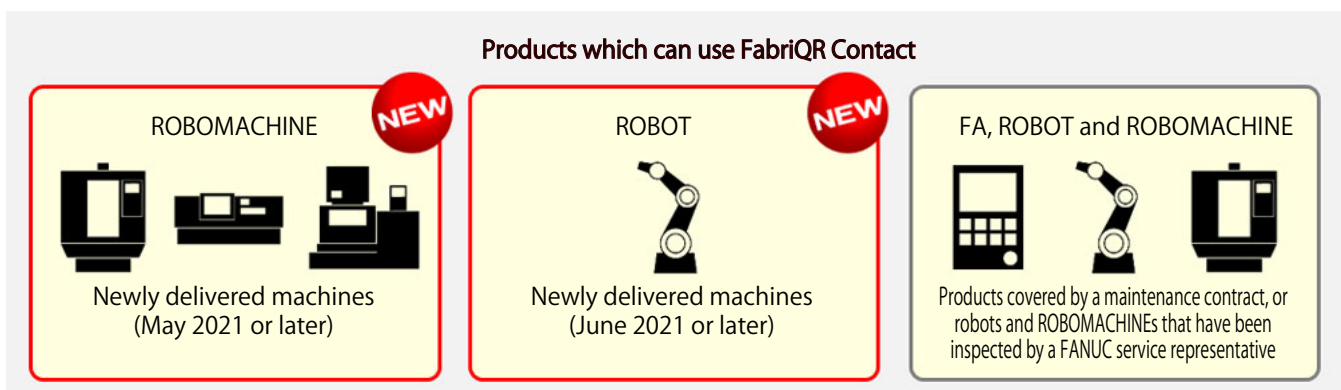 Products which can use FabriQR Contact
ROBOMACHINE
NEW
Newly delivered machines
(May 2021 or later)
ROBOT
NEW
Newly delivered machines
(June 2021 or later)
FA, ROBOT and ROBOMACHINE
Products covered by a maintenance contract, or
robots and ROBOMACHINEs that have been
inspected by a FANUC service representative